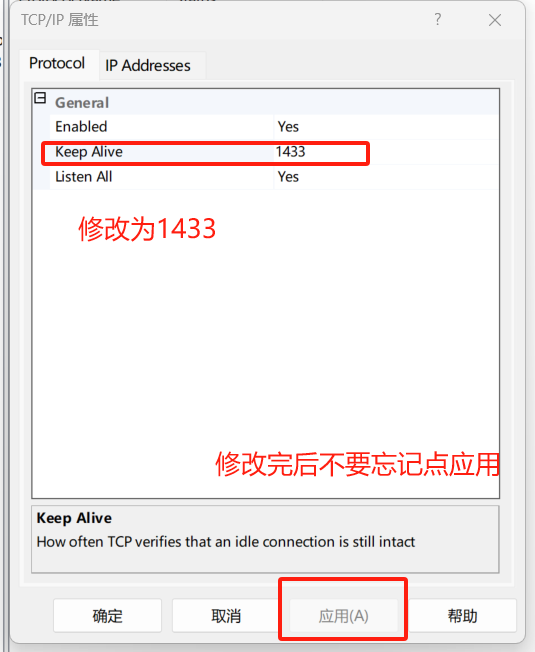 TCP/IP 属性
?
Protocol
IP Addresses
General
Enabled Yes
Keep Alive 1433
Listen All Yes
修改为1433
修改完后不要忘记点应用
Keep Alive
How often TCP verifies that an idle connection is still intact
确定
取消
应用(A)
帮助